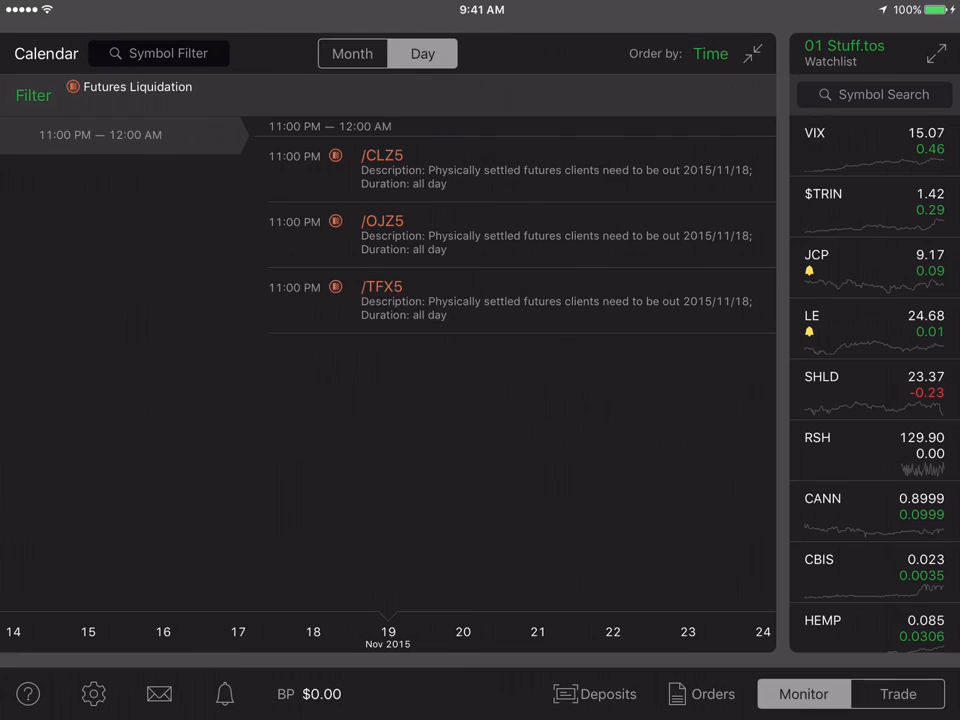 9:41 AM
100%
Calendar
Symbol Filter
Month
Day
Order by: Time
Filter
Futures Liquidation
11:00 PM — 12:00 AM
11:00 PM — 12:00 AM
11:00 PM
/CLZ5
Description: Physically settled futures clients need to be out 2015/11/18;
Duration: all day
11:00 PM
/OJZ5
Description: Physically settled futures clients need to be out 2015/11/18;
Duration: all day
11:00 PM
/TFX5
Description: Physically settled futures clients need to be out 2015/11/18;
Duration: all day
14 15 16 17 18 19 20 21 22 23 24
Nov 2015
01 Stuff.tos
Watchlist
Symbol Search
VIX 15.07
0.46
$TRIN 1.42
0.29
JCP 9.17
0.09
LE 24.68
0.01
SHLD 23.37
-0.23
RSH 129.90
0.00
CANN 0.8999
0.0999
CBIS 0.023
0.0035
HEMP 0.085
0.0306
?
BP $0.00
Deposits
Orders
Monitor
Trade